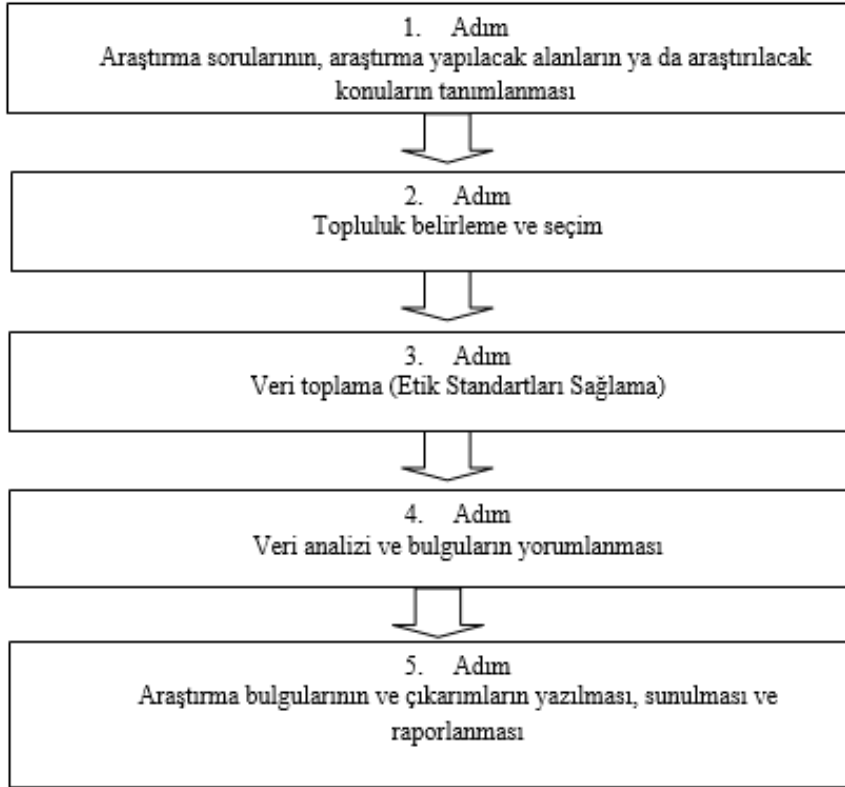 1. Adım
Araştırma sorularının, araştırma yapılacak alanların ya da araştırılacak
konuların tanımlanması
2. Adım
Topluluk belirleme ve seçim
3. Adım
Veri toplama (Etik Standartları Sağlama)
4. Adım
Veri analizi ve bulguların yorumlanması
5. Adım
Araştırma bulgularının ve çıkarımların yazılması, sunulması ve
raporlanması